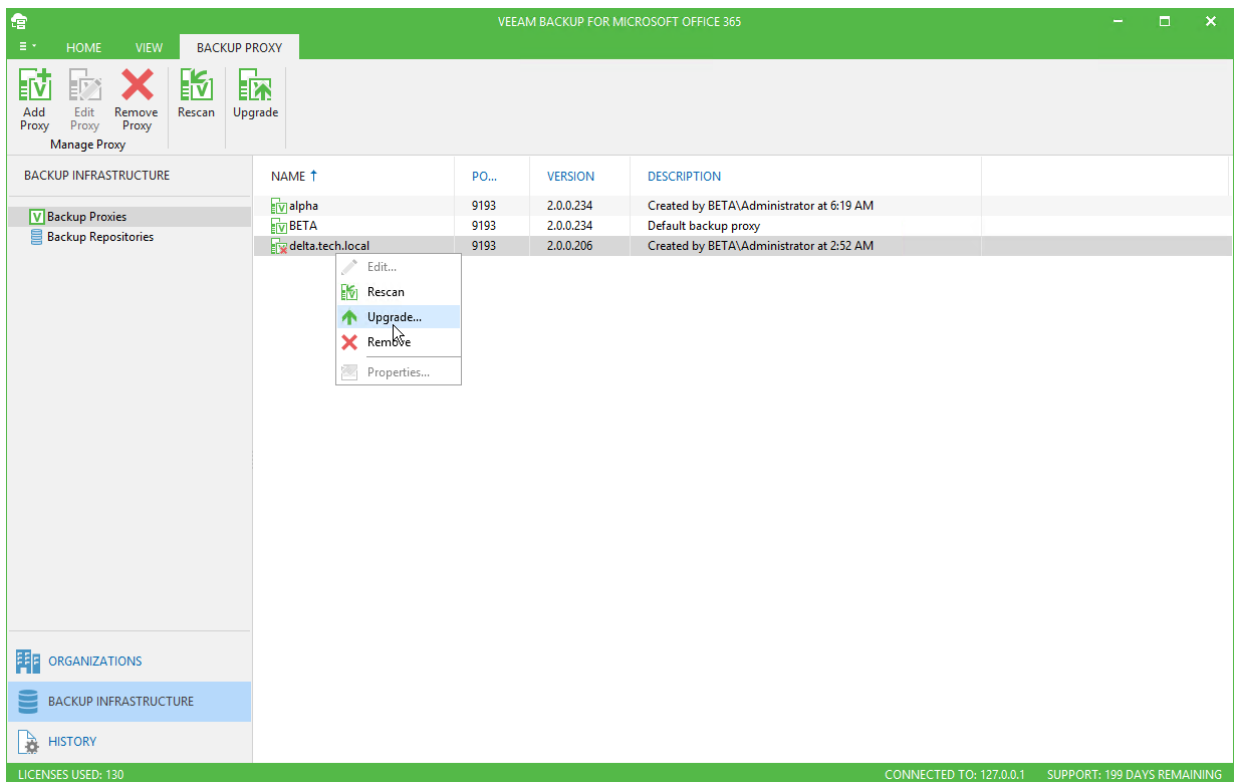 VEEAM BACKUP FOR MICROSOFT OFFICE 365
HOME VIEW BACKUP PROXY
Add Proxy Edit Proxy Remove Proxy Rescan Upgrade
Manage Proxy
BACKUP INFRASTRUCTURE
Backup Proxies
Backup Repositories
NAME PO... VERSION DESCRIPTION
alpha 9193 2.0.0.234 Created by BETA\Administrator at 6:19 AM
BETA 9193 2.0.0.234 Default backup proxy
delta.tech.local 9193 2.0.0.206 Created by BETA\Administrator at 2:52 AM
Edit...
Rescan
Upgrade...
Remove
Properties...
ORGANIZATIONS
BACKUP INFRASTRUCTURE
HISTORY
LICENSES USED: 130 CONNECTED TO: 127.0.0.1 SUPPORT: 199 DAYS REMAINING